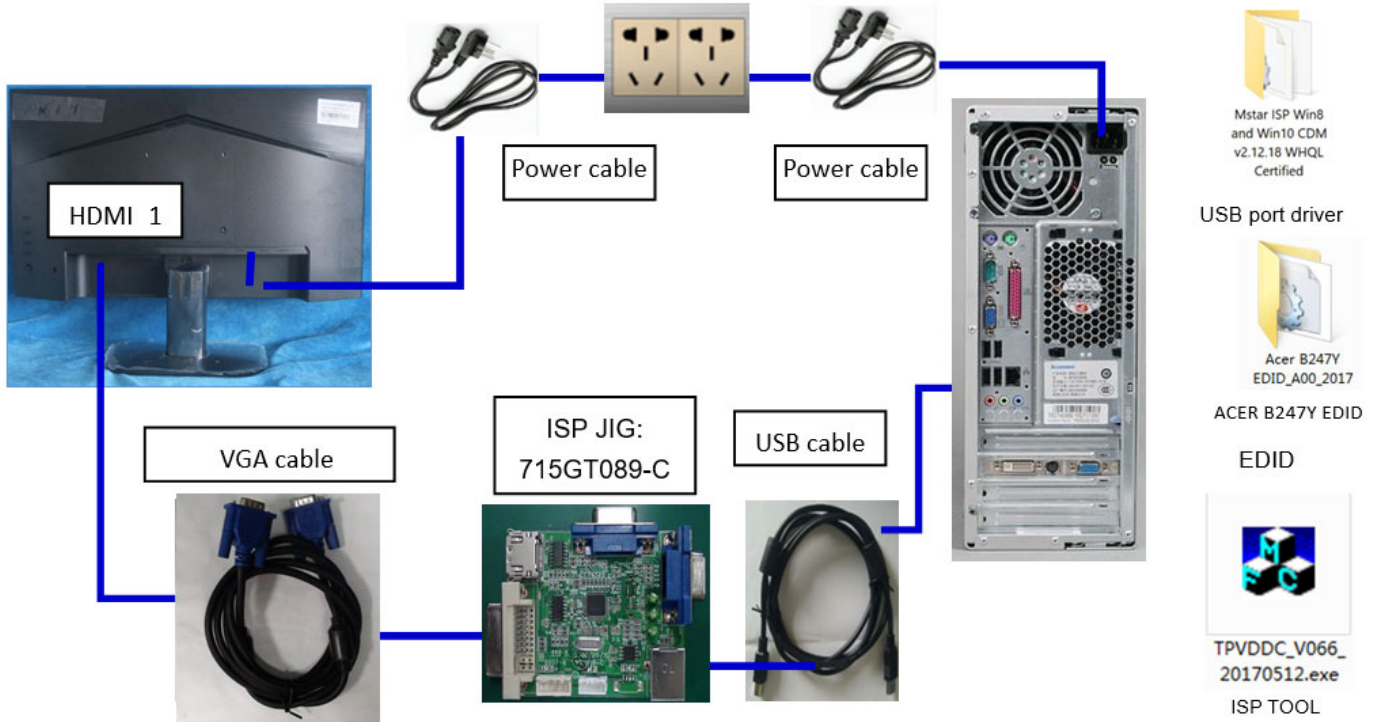 Power cable
Power cable
HDMI 1
VGA cable
ISP JIG:
715GT089-C
USB cable
Mstar ISP Win8
and Win10 CDM
v2.12.18 WHQL
Certified
USB port driver
Acer B247Y
EDID_A00_2017
ACER B247Y EDID
EDID
M
F C
TPVDDC_V066_
20170512.exe
ISP TOOL